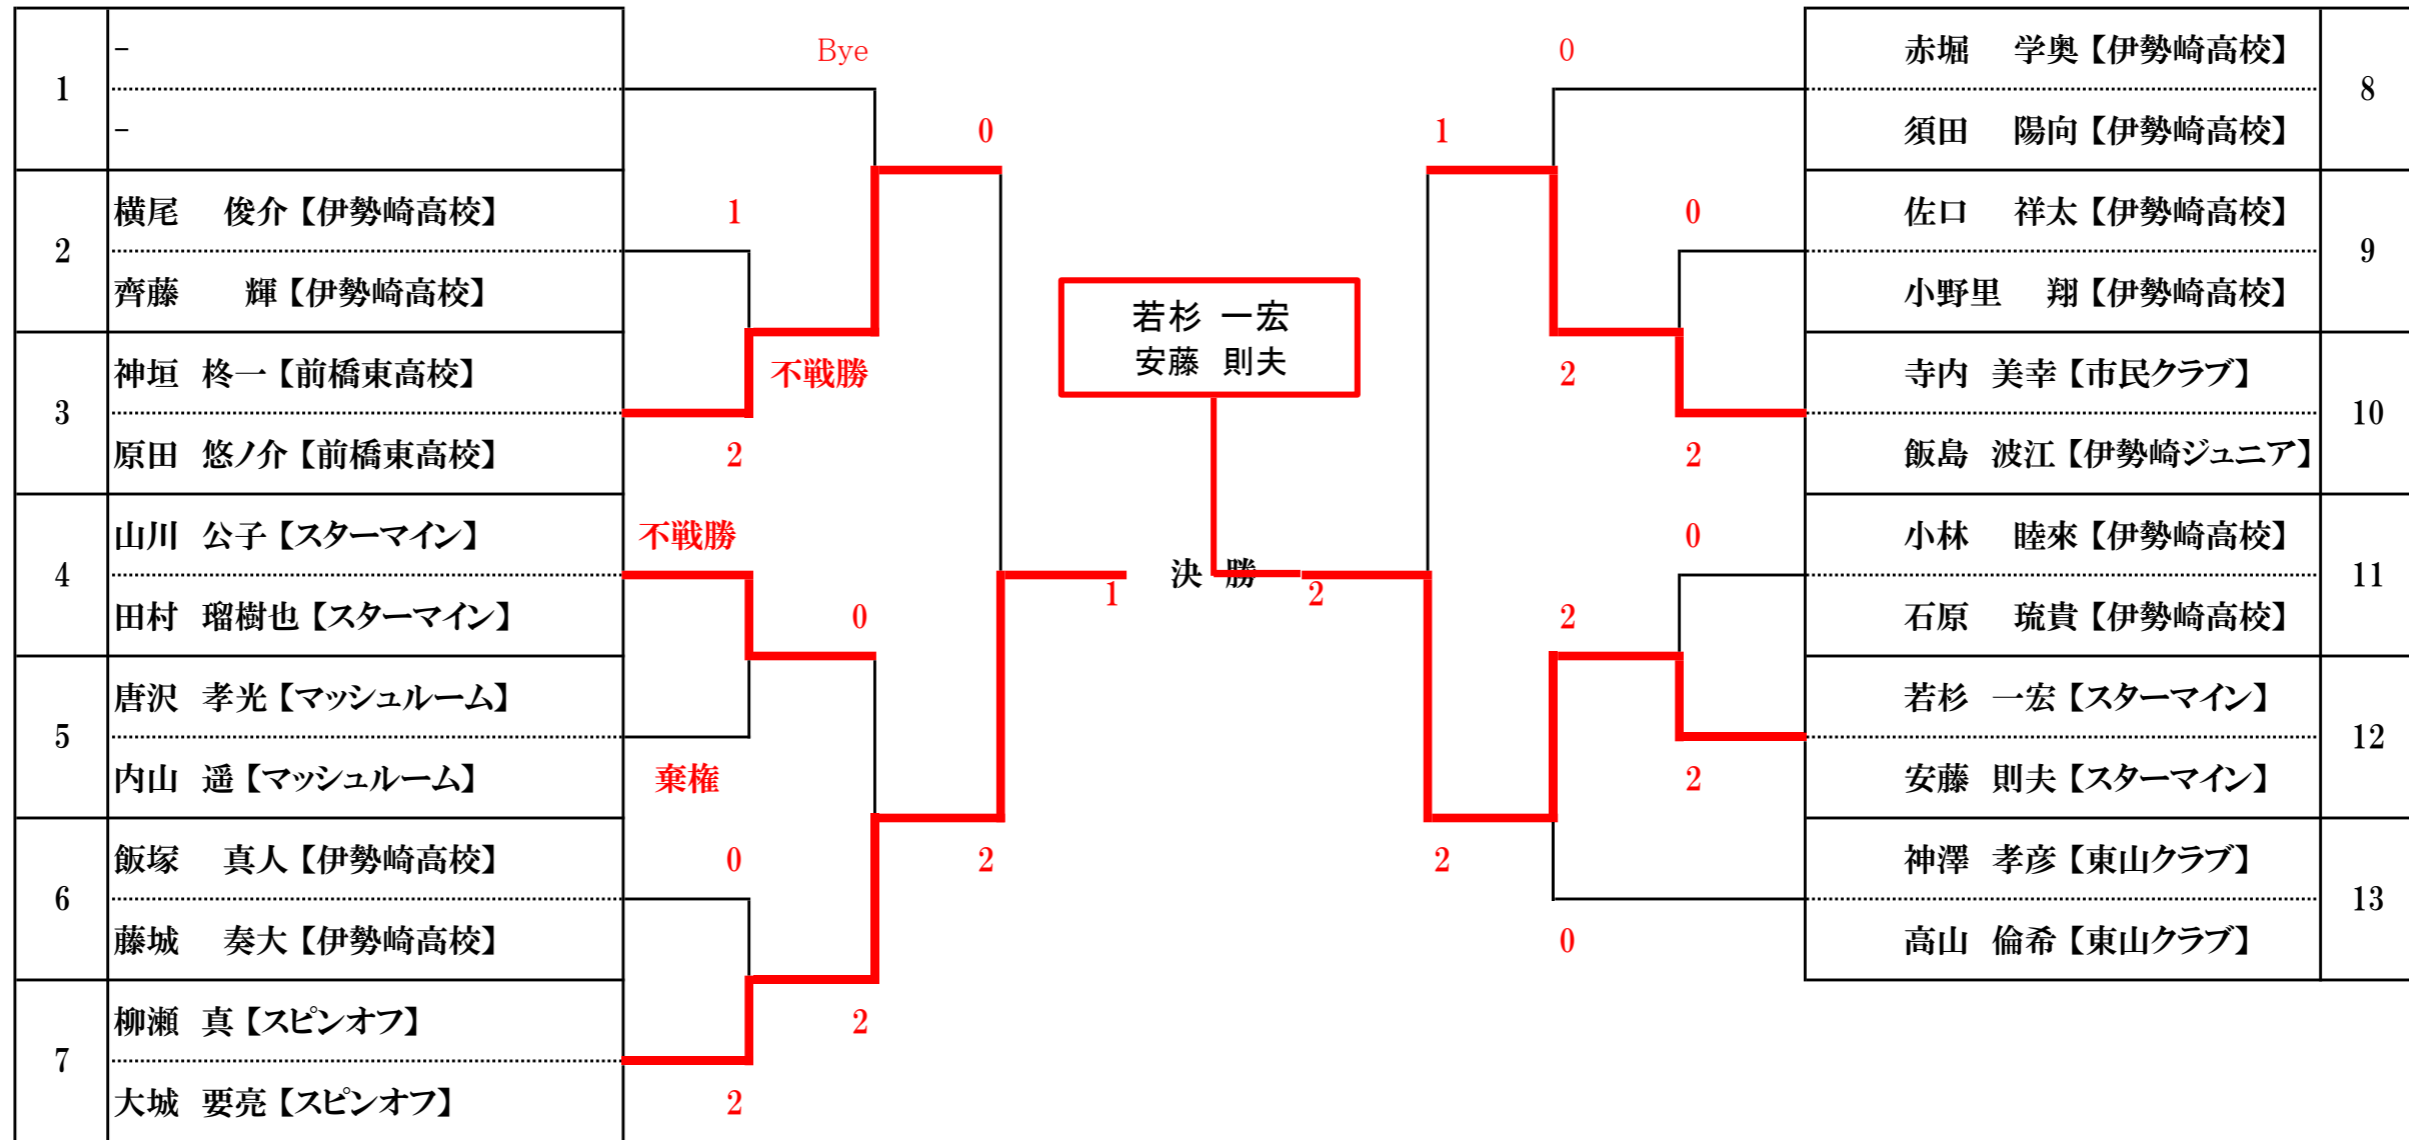 1
-
-
2
横尾 俊介【伊勢崎高校】
齊藤 輝【伊勢崎高校】
3
神垣 柊一【前橋東高校】
原田 悠ノ介【前橋東高校】
4
山川 公子【スターマイン】
田村 瑠樹也【スターマイン】
5
唐沢 孝光【マッシュルーム】
内山 遥【マッシュルーム】
6
飯塚 真人【伊勢崎高校】
藤城 奏大【伊勢崎高校】
7
柳瀬 真【スピンオフ】
大城 要亮【スピンオフ】
Bye
0
1
不戦勝
2
不戦勝
0
棄権
0
2
2
2
若杉 一宏
安藤 則夫
1
決 勝
2
0
1
0
2
2
0
2
2
2
0
赤堀 学奥【伊勢崎高校】
須田 陽向【伊勢崎高校】
8
佐口 祥太【伊勢崎高校】
小野里 翔【伊勢崎高校】
9
寺内 美幸【市民クラブ】
飯島 波江【伊勢崎ジュニア】
10
小林 睦來【伊勢崎高校】
石原 琉貴【伊勢崎高校】
11
若杉 一宏【スターマイン】
安藤 則夫【スターマイン】
12
神澤 孝彦【東山クラブ】
高山 倫希【東山クラブ】
13